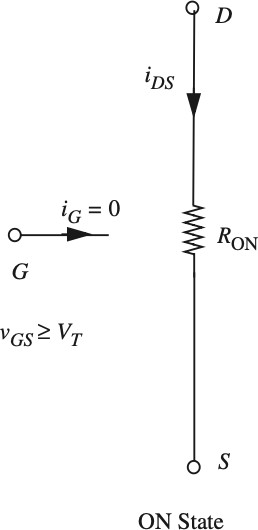 D
i_DS
i_G = 0
R_ON
G
v_GS ≥ V_T
S
ON State